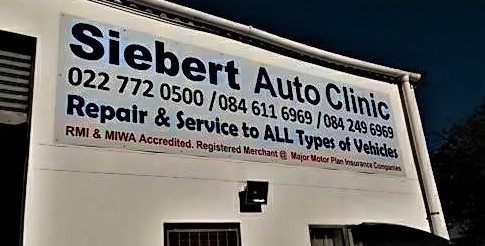 Siebert Auto Clinic
022 772 0500 / 084 611 6969 / 084 249 6969
Repair & Service to ALL Types of Vehicles
RMI & MIWA Accredited. Registered Merchant @ Major Motor Plan Insurance Companies